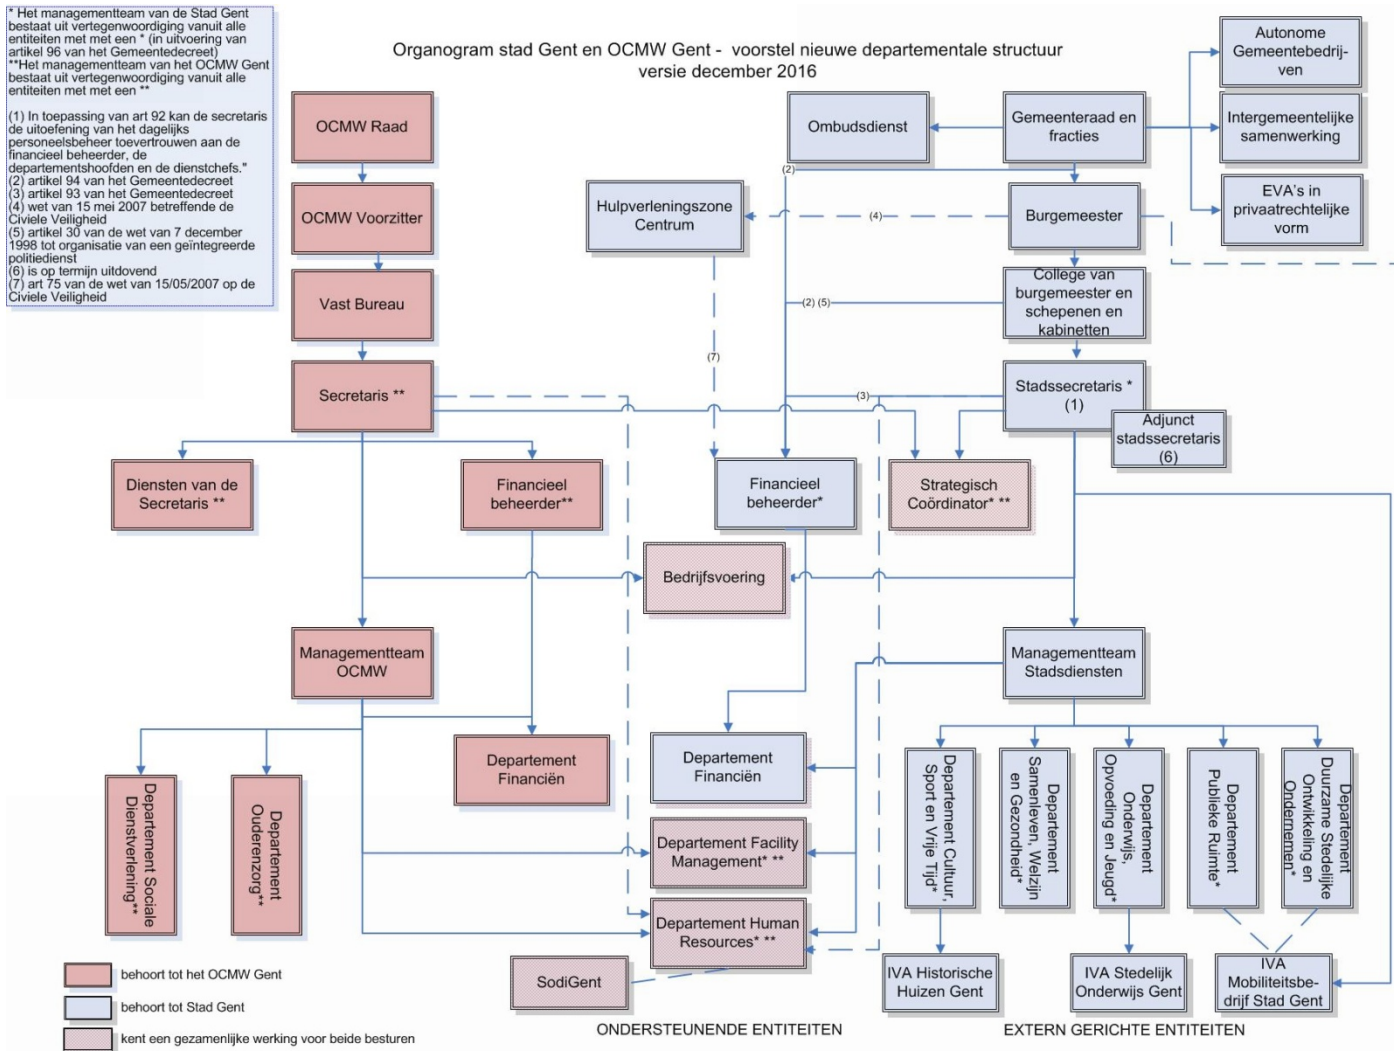 * Het managementteam van de Stad Gent
bestaat uit vertegenwoordiging vanuit alle
entiteiten met met een * (in uitvoering van
artikel 96 van het Gemeentedecreet)
**Het managementteam van het OCMW Gent
bestaat uit vertegenwoordiging vanuit alle
entiteiten met met een **
(1) In toepassing van art 92 kan de secretaris
de uitoefening van het dagelijks
personeelsbeheer toevertrouwen aan de
financieel beheerder, de
departementshoofden en de dienstchefs."
(2) artikel 94 van het Gemeentedecreet
(3) artikel 93 van het Gemeentedecreet
(4) wet van 15 mei 2007 betreffende de
Civiele Veiligheid
(5) artikel 30 van de wet van 7 december
1998 tot organisatie van een geïntegreerde
politiedienst
(6) is op termijn uitdovend
(7) art 75 van de wet van 15/05/2007 op de
Civiele Veiligheid
Organogram stad Gent en OCMW Gent - voorstel nieuwe departementale structuur
versie december 2016
Autonome
Gemeentebedrij-
ven
OCMW Raad
Ombudsdienst
Gemeenteraad en
fracties
Intergemeentelijke
samenwerking
(2)
OCMW Voorzitter
Hulpverleningszone
Centrum
(4)
Burgemeester
EVA's in
privaatrechtelijke
vorm
Vast Bureau
(2) (5)
College van
burgemeester en
schepenen en
kabinetten
(7)
Secretaris **
(3)
Stadssecretaris *
(1)
Adjunct
stadssecretaris
(6)
Diensten van de
Secretaris **
Financieel
beheerder**
Financieel
beheerder*
Strategisch
Coördinator* **
Bedrijfsvoering
Managementteam
OCMW
Managementteam
Stadsdiensten
Departement Sociale
Dienstverlening**
Departement
Ouderenzorg**
Departement
Financiën
Departement
Financiën
Departement Cultuur,
Sport en Vrije Tijd*
Departement
Samenleven, Welzijn
en Gezondheid*
Departement
Onderwijs,
Opvoeding en Jeugd*
Departement
Publieke Ruimte*
Departement
Duurzame Stedelijke
Ontwikkeling en
Ondernemen*
Departement Facility
Management* **
Departement Human
Resources* **
SodiGent
IVA Historische
Huizen Gent
IVA Stedelijk
Onderwijs Gent
IVA
Mobiliteitsbe-
drijf Stad Gent
behoort tot het OCMW Gent
behoort tot Stad Gent
kent een gezamenlijke werking voor beide besturen
ONDERSTEUNENDE ENTITEITEN
EXTERN GERICHTE ENTITEITEN